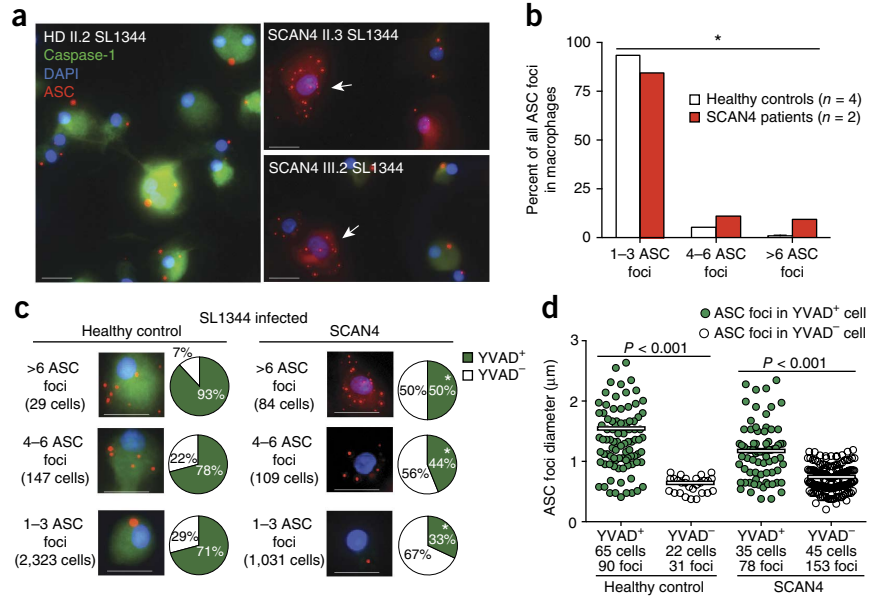 a
HD II.2 SL1344
Caspase-1
DAPI
ASC
SCAN4 II.3 SL1344
SCAN4 III.2 SL1344
b
Percent of all ASC foci
in macrophages
100
75
50
25
0
*
Healthy controls (n = 4)
SCAN4 patients (n = 2)
1–3 ASC
foci
4–6 ASC
foci
>6 ASC
foci
c
SL1344 infected
Healthy control
SCAN4
YVAD+
YVAD–
>6 ASC
foci
(29 cells)
7%
93%
>6 ASC
foci
(84 cells)
50%
*
50%
4–6 ASC
foci
(147 cells)
22%
78%
4–6 ASC
foci
(109 cells)
56%
*
44%
1–3 ASC
foci
(2,323 cells)
29%
71%
1–3 ASC
foci
(1,031 cells)
67%
*
33%
d
ASC foci in YVAD+ cell
ASC foci in YVAD– cell
ASC foci diameter (μm)
3
2
1
0
P < 0.001
P < 0.001
YVAD+
65 cells
90 foci
YVAD–
22 cells
31 foci
YVAD+
35 cells
78 foci
YVAD–
45 cells
153 foci
Healthy control
SCAN4